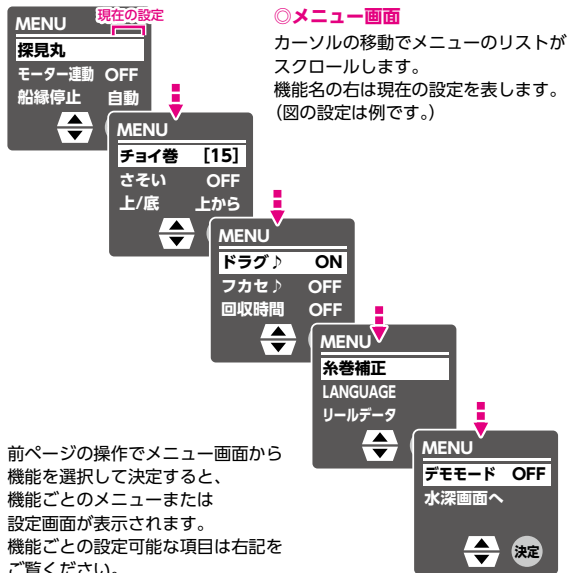 現在の設定
MENU
探見丸
モーター連動 OFF
船縁停止 自動
◎メニュー画面
カーソルの移動でメニューのリストが
スクロールします。
機能名の右は現在の設定を表します。
（図の設定は例です。）
MENU
チョイ巻 [15]
さそい OFF
上/底 上から
MENU
ドラグ♪ ON
フカセ♪ OFF
回収時間 OFF
MENU
糸巻補正
LANGUAGE
リールデータ
MENU
デモモード OFF
水深画面へ
決定
前ページの操作でメニュー画面から
機能を選択して決定すると、
機能ごとのメニューまたは
設定画面が表示されます。
機能ごとの設定可能な項目は右記を
ご覧ください。